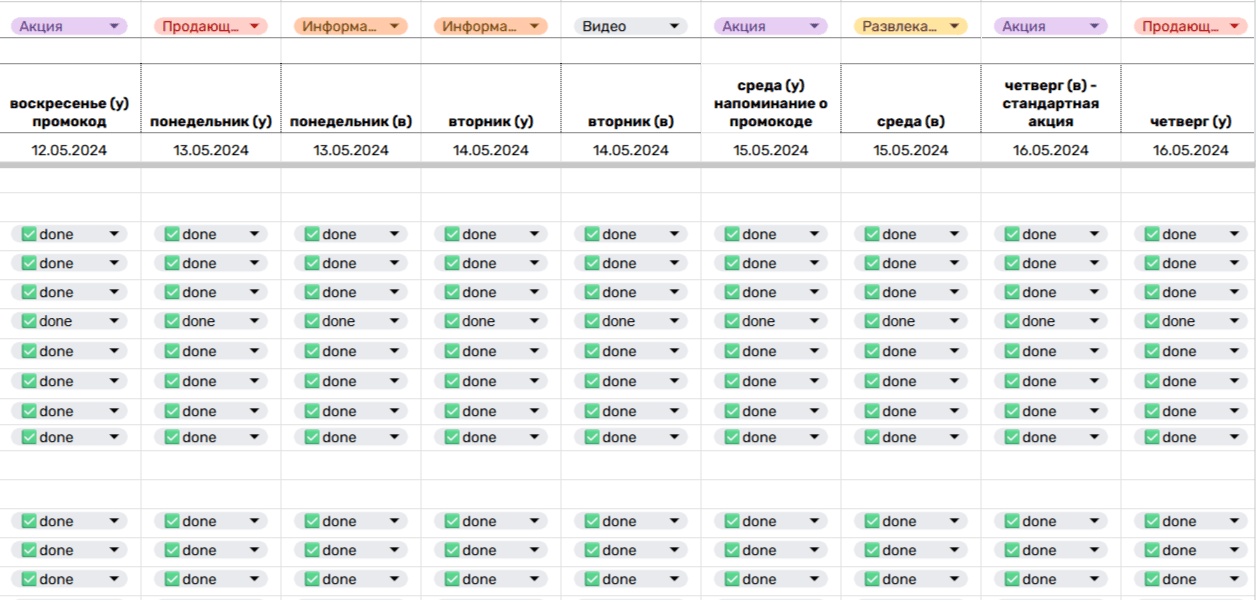 Акция Продающ... Информа... Информа... Видео Акция Развлека... Акция Продающ...
воскресенье (у) промокод понедельник (у) понедельник (в) вторник (у) вторник (в) среда (у) напоминание о промокоде среда (в) четверг (в) - стандартная акция четверг (у)
12.05.2024 13.05.2024 13.05.2024 14.05.2024 14.05.2024 15.05.2024 15.05.2024 16.05.2024 16.05.2024
✅ done ✅ done ✅ done ✅ done ✅ done ✅ done ✅ done ✅ done ✅ done
✅ done ✅ done ✅ done ✅ done ✅ done ✅ done ✅ done ✅ done ✅ done
✅ done ✅ done ✅ done ✅ done ✅ done ✅ done ✅ done ✅ done ✅ done
✅ done ✅ done ✅ done ✅ done ✅ done ✅ done ✅ done ✅ done ✅ done
✅ done ✅ done ✅ done ✅ done ✅ done ✅ done ✅ done ✅ done ✅ done
✅ done ✅ done ✅ done ✅ done ✅ done ✅ done ✅ done ✅ done ✅ done
✅ done ✅ done ✅ done ✅ done ✅ done ✅ done ✅ done ✅ done ✅ done
✅ done ✅ done ✅ done ✅ done ✅ done ✅ done ✅ done ✅ done ✅ done
✅ done ✅ done ✅ done ✅ done ✅ done ✅ done ✅ done ✅ done ✅ done
✅ done ✅ done ✅ done ✅ done ✅ done ✅ done ✅ done ✅ done ✅ done
✅ done ✅ done ✅ done ✅ done ✅ done ✅ done ✅ done ✅ done ✅ done